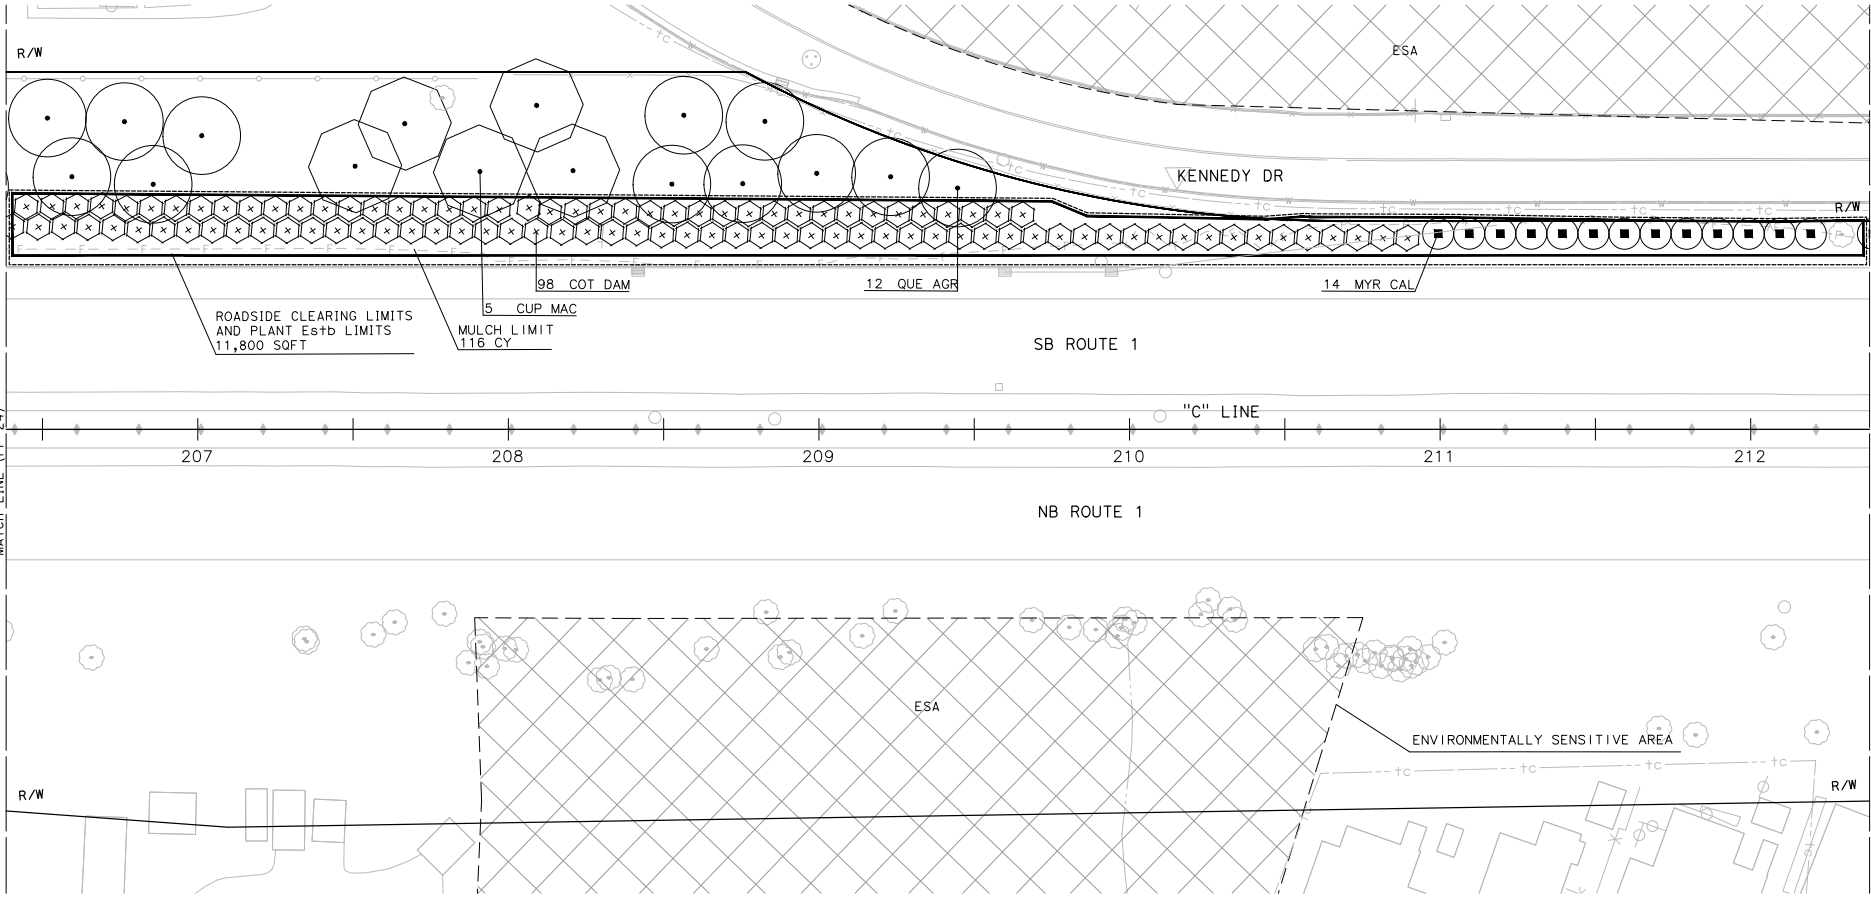 R/W
ESA
KENNEDY DR
R/W
98 COT DAM
12 QUE AGR
14 MYR CAL
5 CUP MAC
ROADSIDE CLEARING LIMITS
AND PLANT Estb LIMITS
11,800 SQFT
MULCH LIMIT
116 CY
SB ROUTE 1
"C" LINE
207 208 209 210 211 212
NB ROUTE 1
ESA
ENVIRONMENTALLY SENSITIVE AREA
R/W
R/W